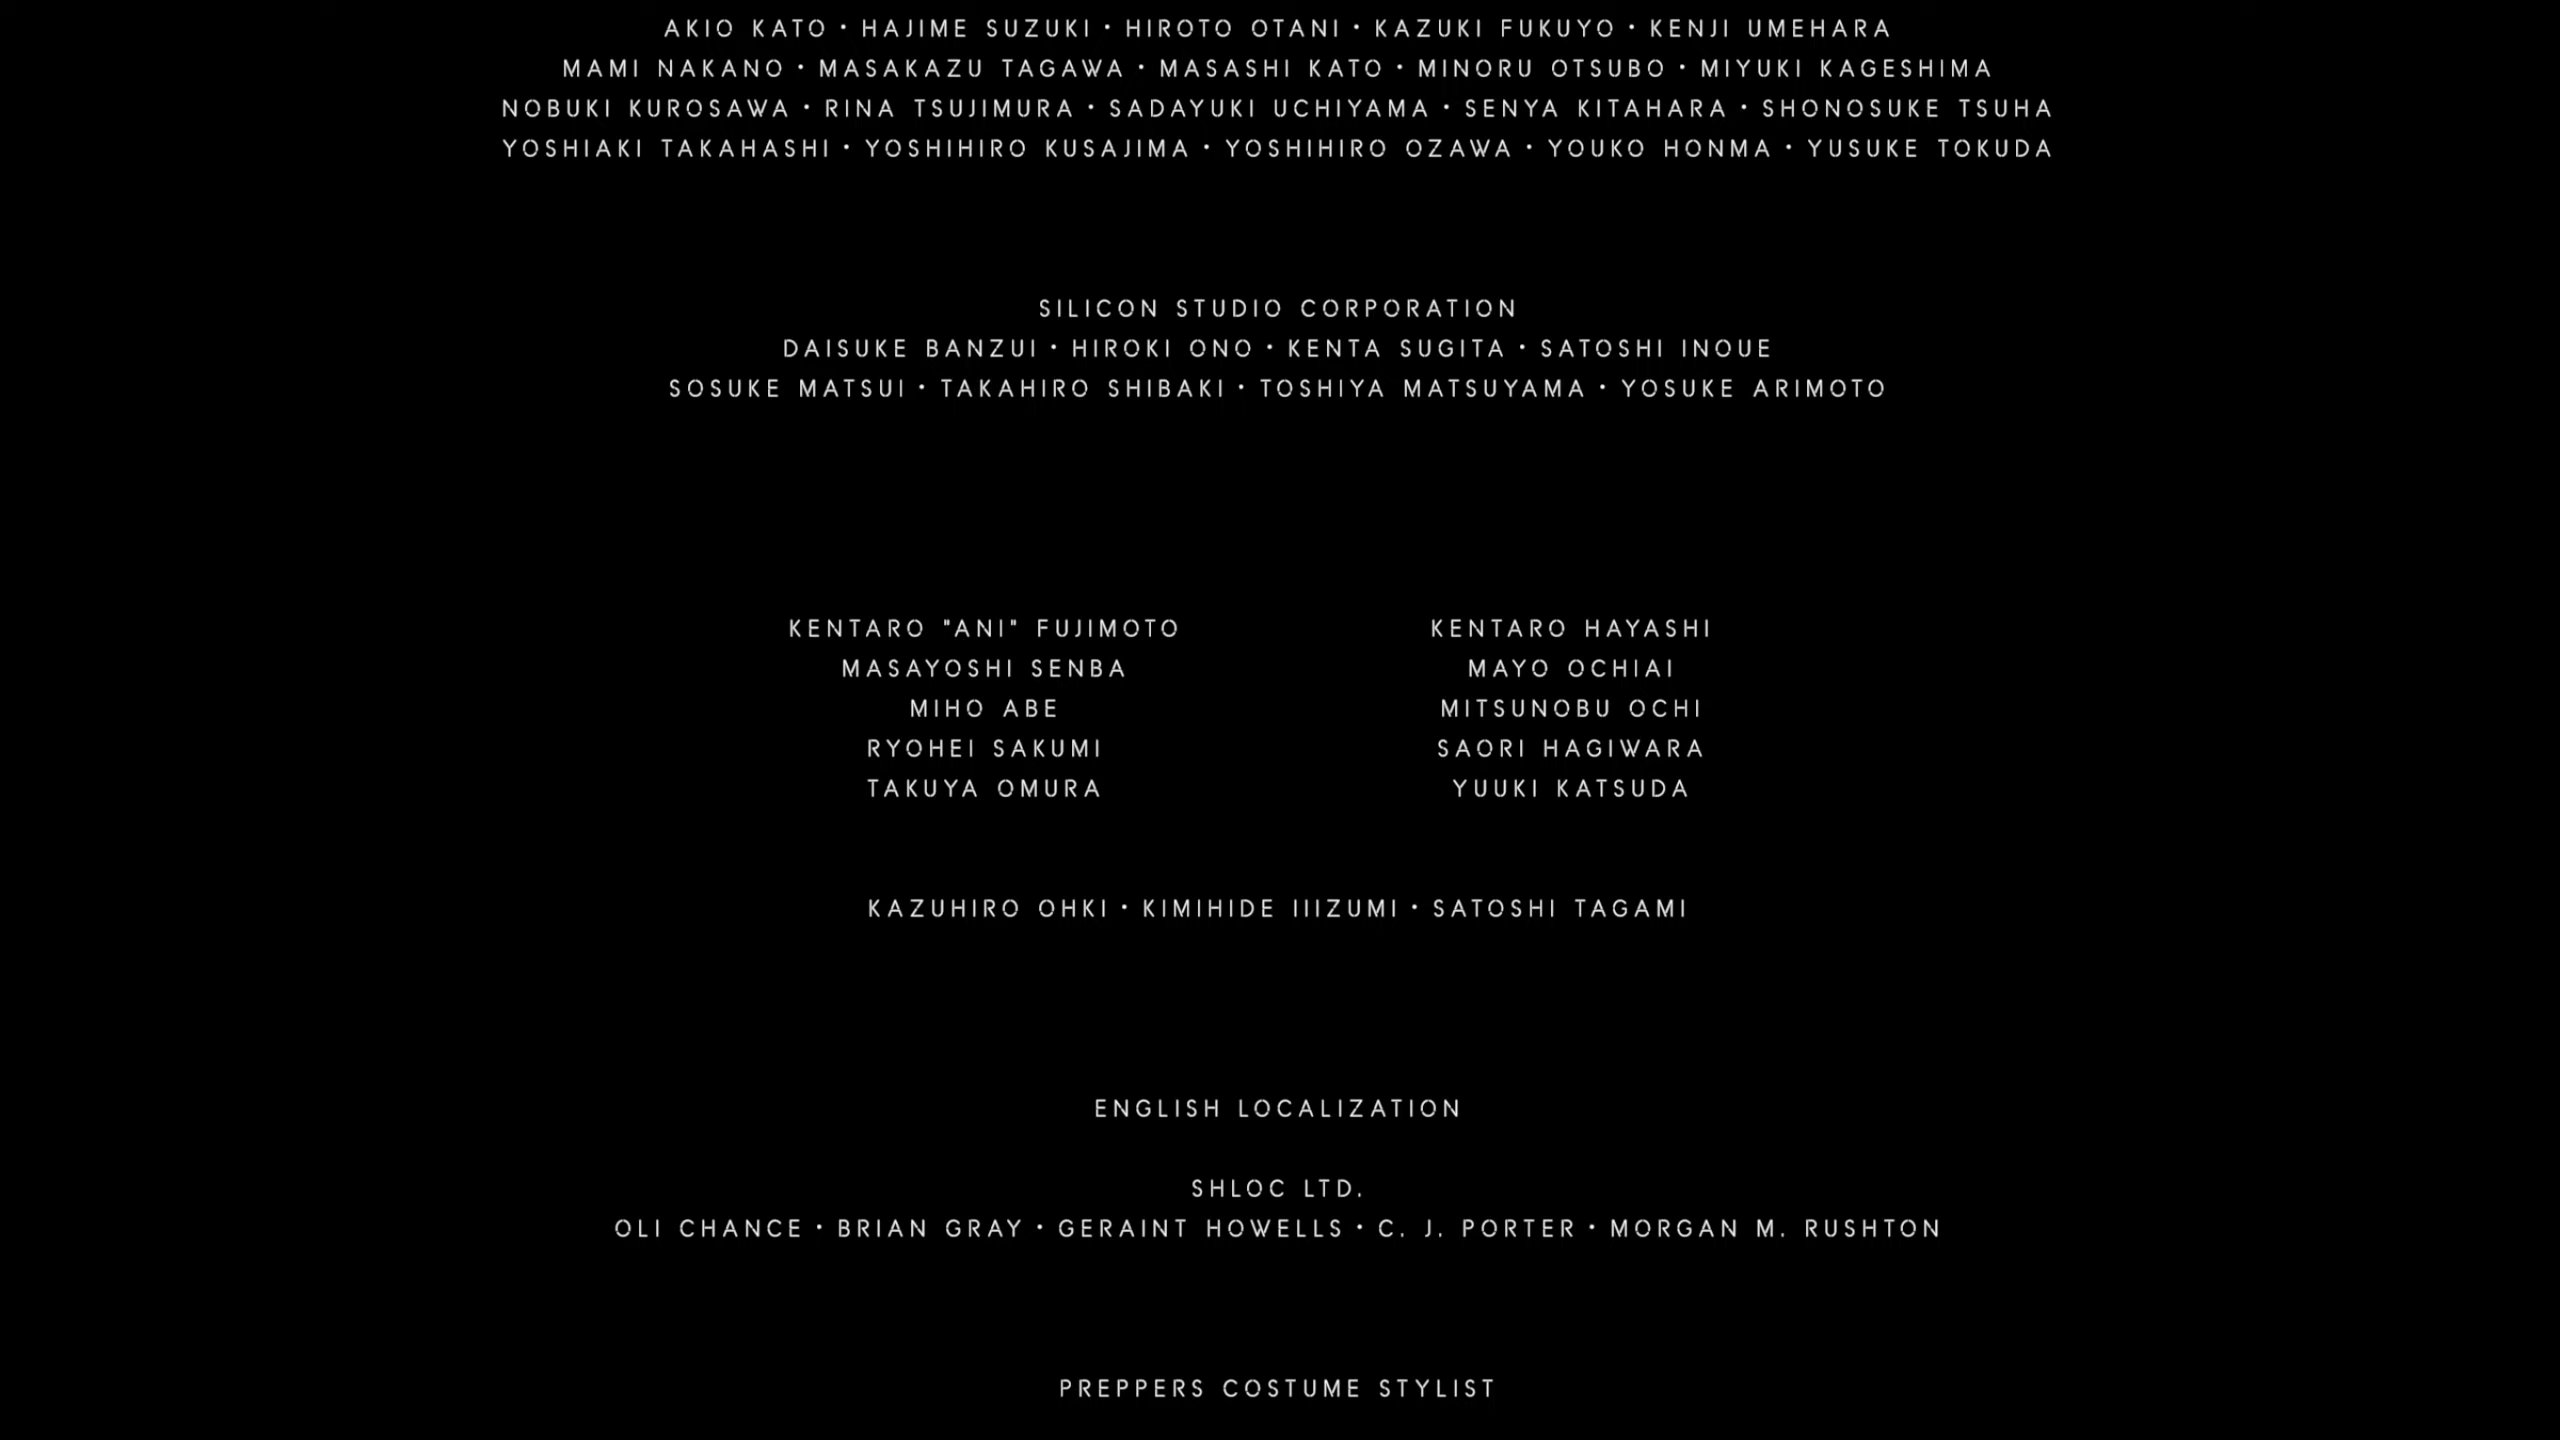 AKIO KATO・HAJIME SUZUKI・HIROTO OTANI・KAZUKI FUKUYO・KENJI UMEHARA
MAMI NAKANO・MASAKAZU TAGAWA・MASASHI KATO・MINORU OTSUBO・MIYUKI KAGESHIMA
NOBUKI KUROSAWA・RINA TSUJIMURA・SADAYUKI UCHIYAMA・SENYA KITAHARA・SHONOSUKE TSUHA
YOSHIAKI TAKAHASHI・YOSHIHIRO KUSAJIMA・YOSHIHIRO OZAWA・YOUKO HONMA・YUSUKE TOKUDA
SILICON STUDIO CORPORATION
DAISUKE BANZUI・HIROKI ONO・KENTA SUGITA・SATOSHI INOUE
SOSUKE MATSUI・TAKAHIRO SHIBAKI・TOSHIYA MATSUYAMA・YOSUKE ARIMOTO
KENTARO "ANI" FUJIMOTO KENTARO HAYASHI
MASAYOSHI SENBA MAYO OCHIAI
MIHO ABE MITSUNOBU OCHI
RYOHEI SAKUMI SAORI HAGIWARA
TAKUYA OMURA YUUKI KATSUDA
KAZUHIRO OHKI・KIMIHIDE IIIZUMI・SATOSHI TAGAMI
ENGLISH LOCALIZATION
SHLOC LTD.
OLI CHANCE・BRIAN GRAY・GERAINT HOWELLS・C. J. PORTER・MORGAN M. RUSHTON
PREPPERS COSTUME STYLIST